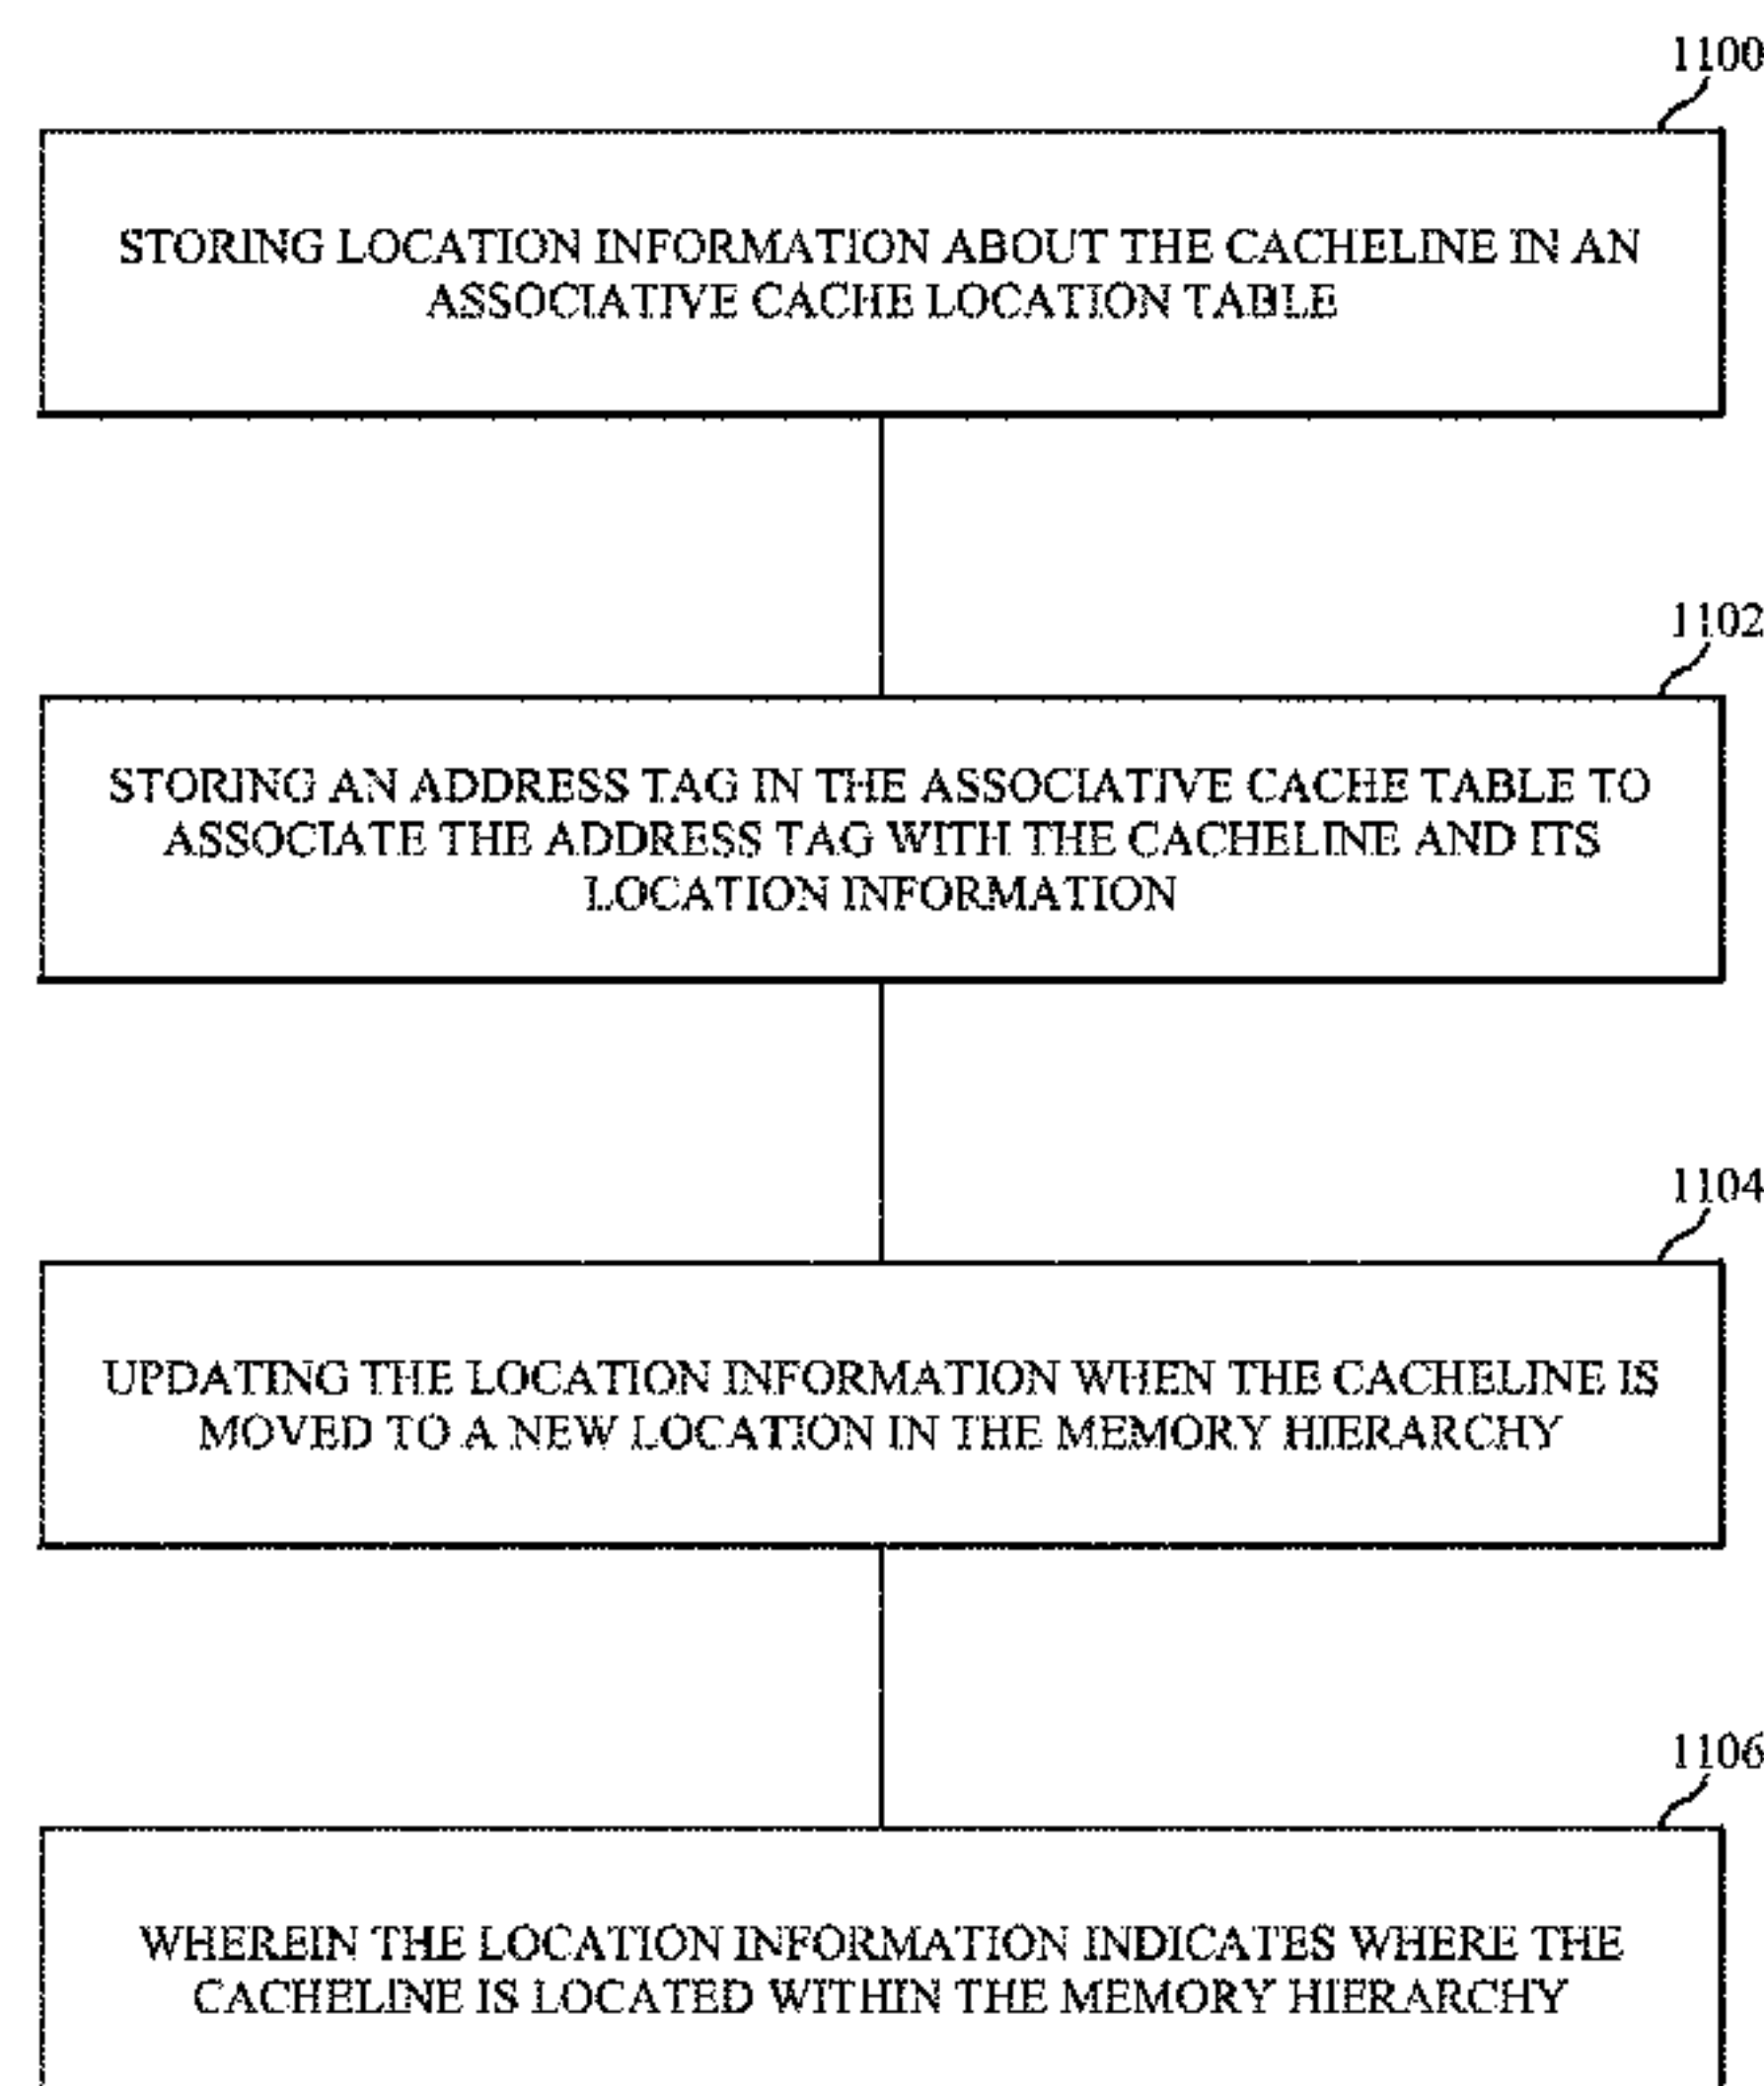 1100
STORING LOCATION INFORMATION ABOUT THE CACHELINE IN AN
ASSOCIATIVE CACHE LOCATION TABLE
1102
STORING AN ADDRESS TAG IN THE ASSOCIATIVE CACHE TABLE TO
ASSOCIATE THE ADDRESS TAG WITH THE CACHELINE AND ITS
LOCATION INFORMATION
1104
UPDATING THE LOCATION INFORMATION WHEN THE CACHELINE IS
MOVED TO A NEW LOCATION IN THE MEMORY HIERARCHY
1106
WHEREIN THE LOCATION INFORMATION INDICATES WHERE THE
CACHELINE IS LOCATED WITHIN THE MEMORY HIERARCHY